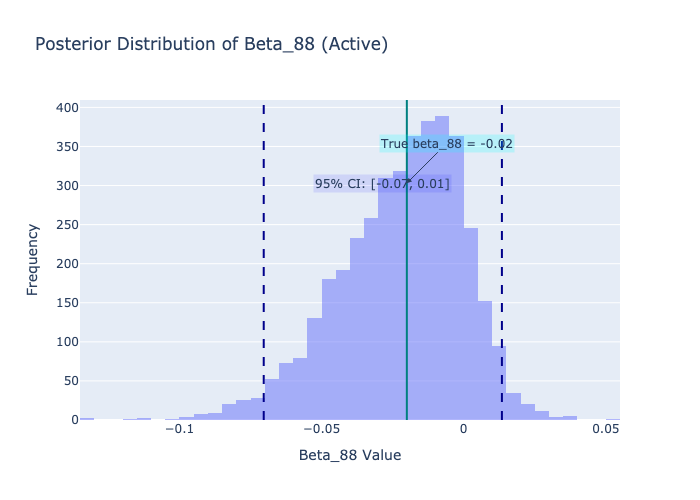 Posterior Distribution of Beta_88 (Active)
400
350
300
250
200
150
100
50
0
Frequency
True beta_88 = -0.02
95% CI: [-0.07, 0.01]
−0.1
−0.05
0
0.05
Beta_88 Value